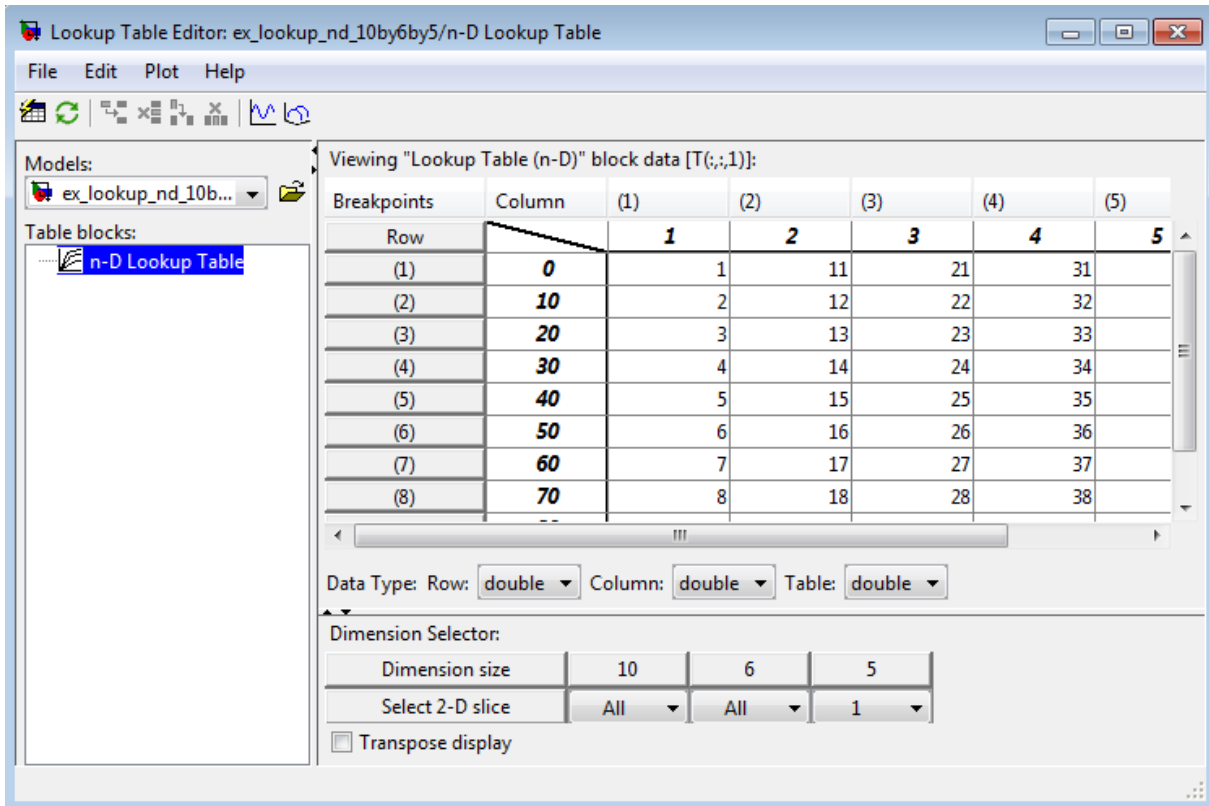 Lookup Table Editor: ex_lookup_nd_10by6by5/n-D Lookup Table
File Edit Plot Help
Models:
ex_lookup_nd_10b...
Table blocks:
n-D Lookup Table
Viewing "Lookup Table (n-D)" block data [T(:,:,1)]:
Breakpoints Column (1) (2) (3) (4) (5)
Row 1 2 3 4 5
(1) 0 1 11 21 31
(2) 10 2 12 22 32
(3) 20 3 13 23 33
(4) 30 4 14 24 34
(5) 40 5 15 25 35
(6) 50 6 16 26 36
(7) 60 7 17 27 37
(8) 70 8 18 28 38
Data Type: Row: double Column: double Table: double
Dimension Selector:
Dimension size 10 6 5
Select 2-D slice All All 1
Transpose display